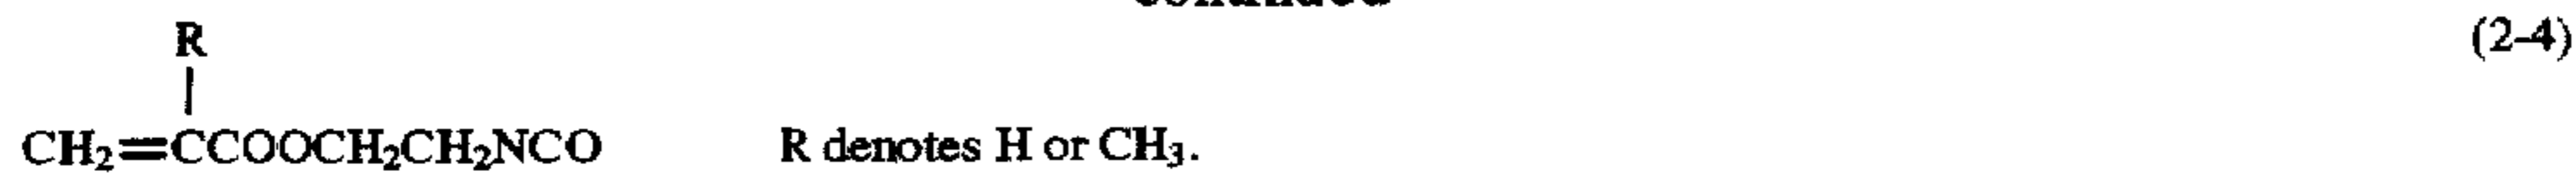 R (2-4)
|
CH₂=CCOOCH₂CH₂NCO R denotes H or CH₃.